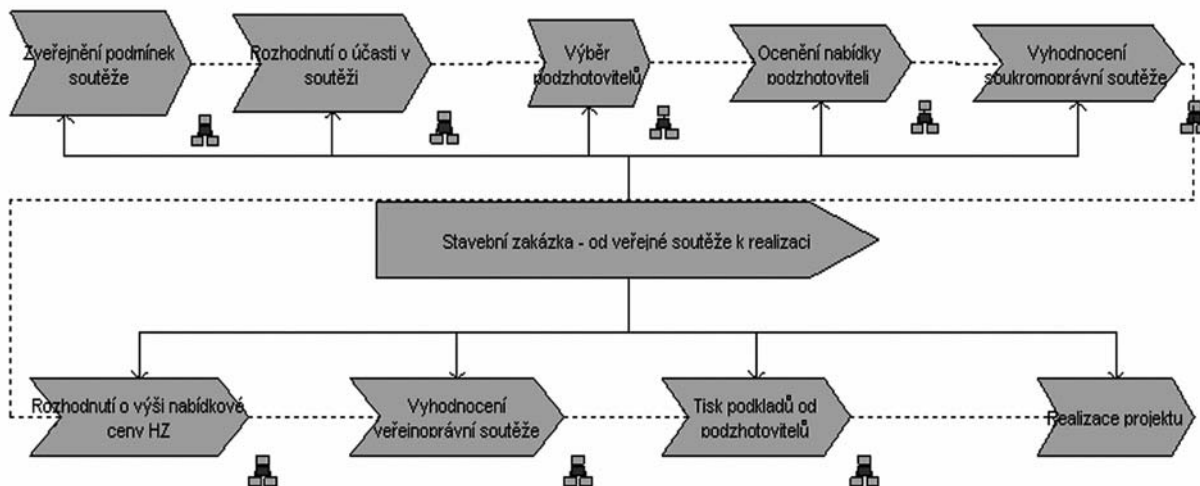 Zveřejnění podmínek
soutěže
Rozhodnutí o účasti v
soutěži
Výběr
podzhotovitelů
Ocenění nabídky
podzhotoviteli
Vyhodnocení
soukromoprávní soutěže
Stavební zakázka - od veřejné soutěže k realizaci
Rozhodnutí o výši nabídkové
ceny HZ
Vyhodnocení
veřejnoprávní soutěže
Tisk podkladů od
podzhotovitelů
Realizace projektu